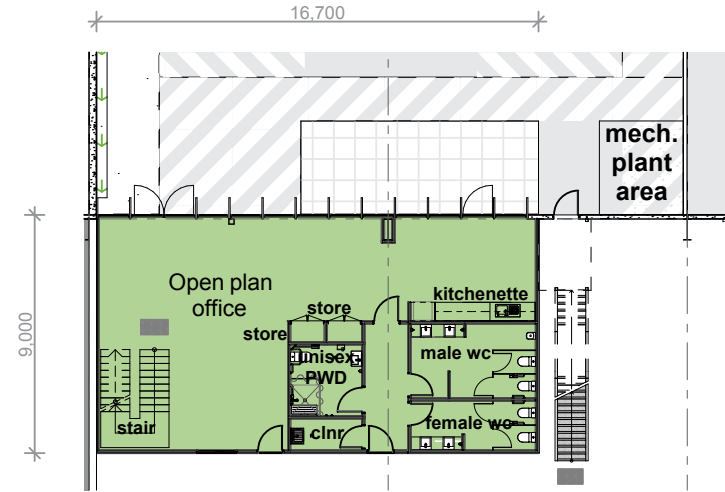 16,700
mech.
plant
area
9,000
Open plan
office
store
kitchenette
store
male wc
unisex
PWD
stair
clnr
female wc